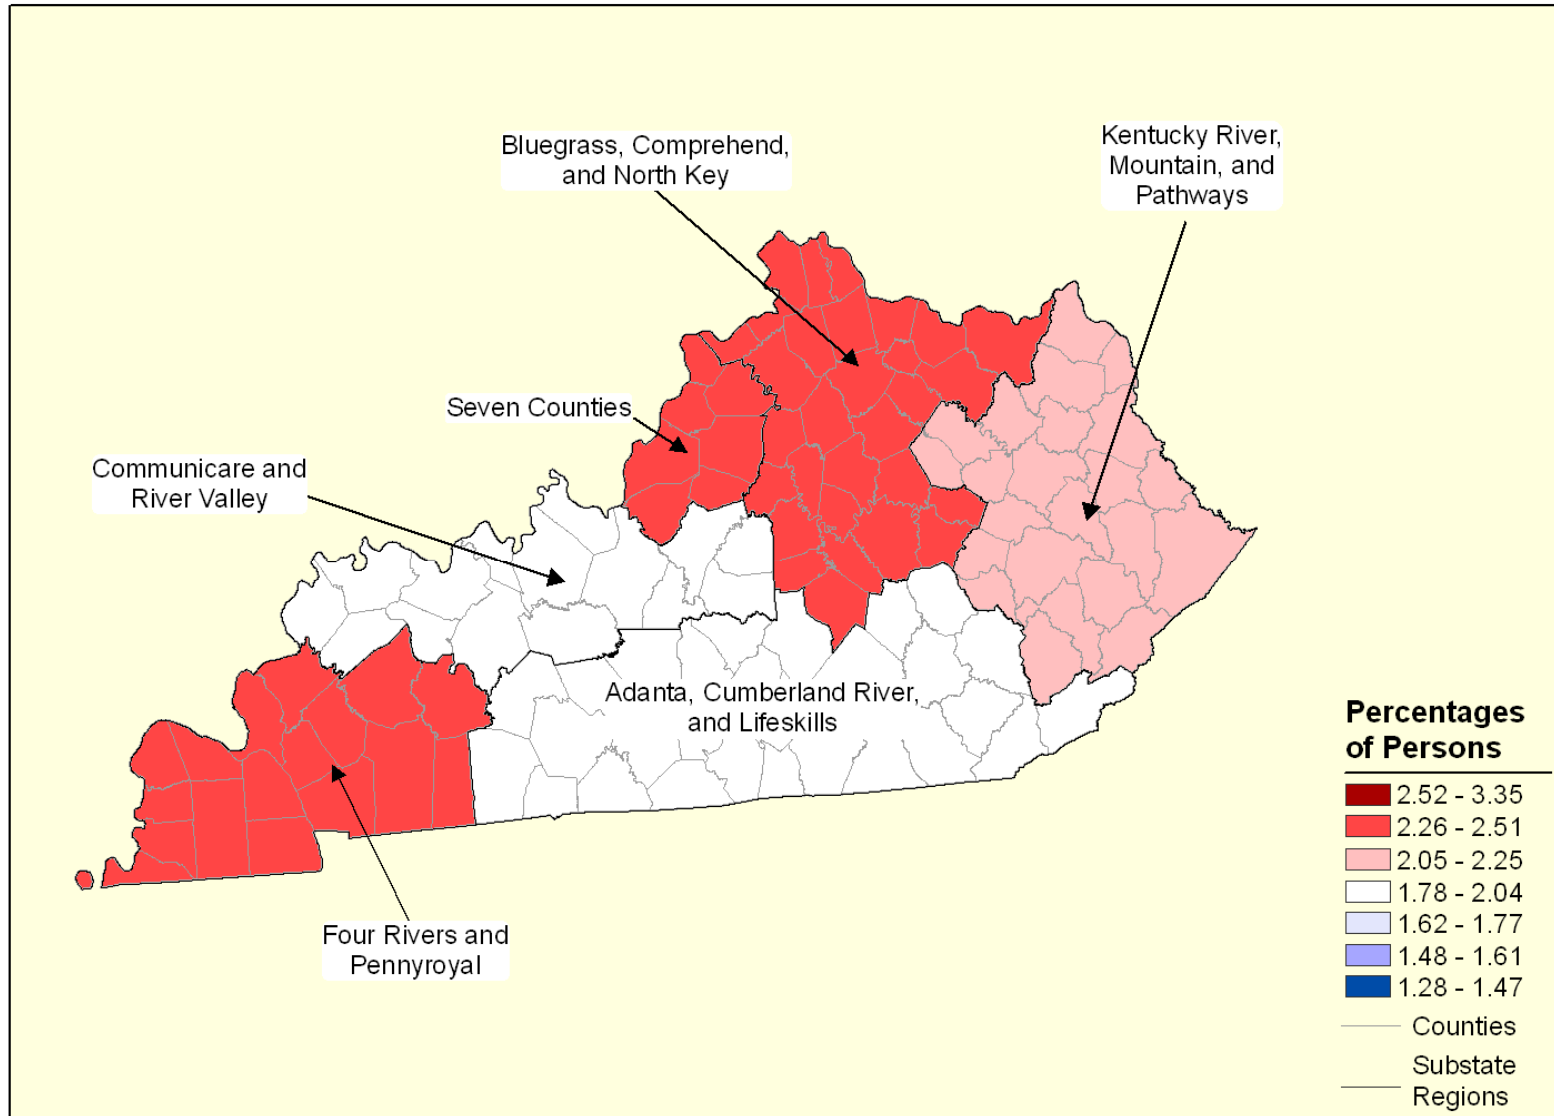 Bluegrass, Comprehend,
and North Key
Kentucky River,
Mountain, and
Pathways
Seven Counties
Communicare and
River Valley
Adanta, Cumberland River,
and Lifeskills
Four Rivers and
Pennyroyal
Percentages
of Persons
2.52 - 3.35
2.26 - 2.51
2.05 - 2.25
1.78 - 2.04
1.62 - 1.77
1.48 - 1.61
1.28 - 1.47
Counties
Substate
Regions